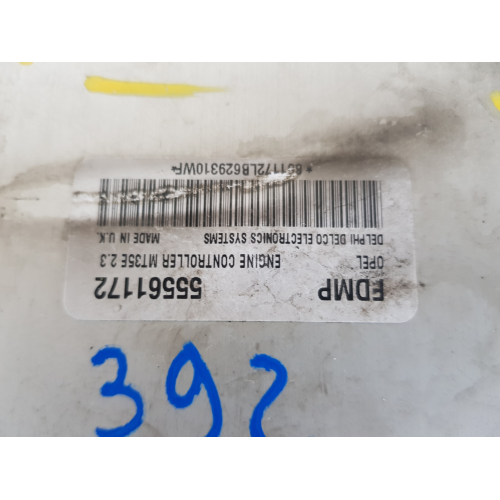 FDMP 55561172
OPEL ENGINE CONTROLLER MT35E 2.3
DELPHI DELCO ELECTRONICS SYSTEMS MADE IN U.K.
392